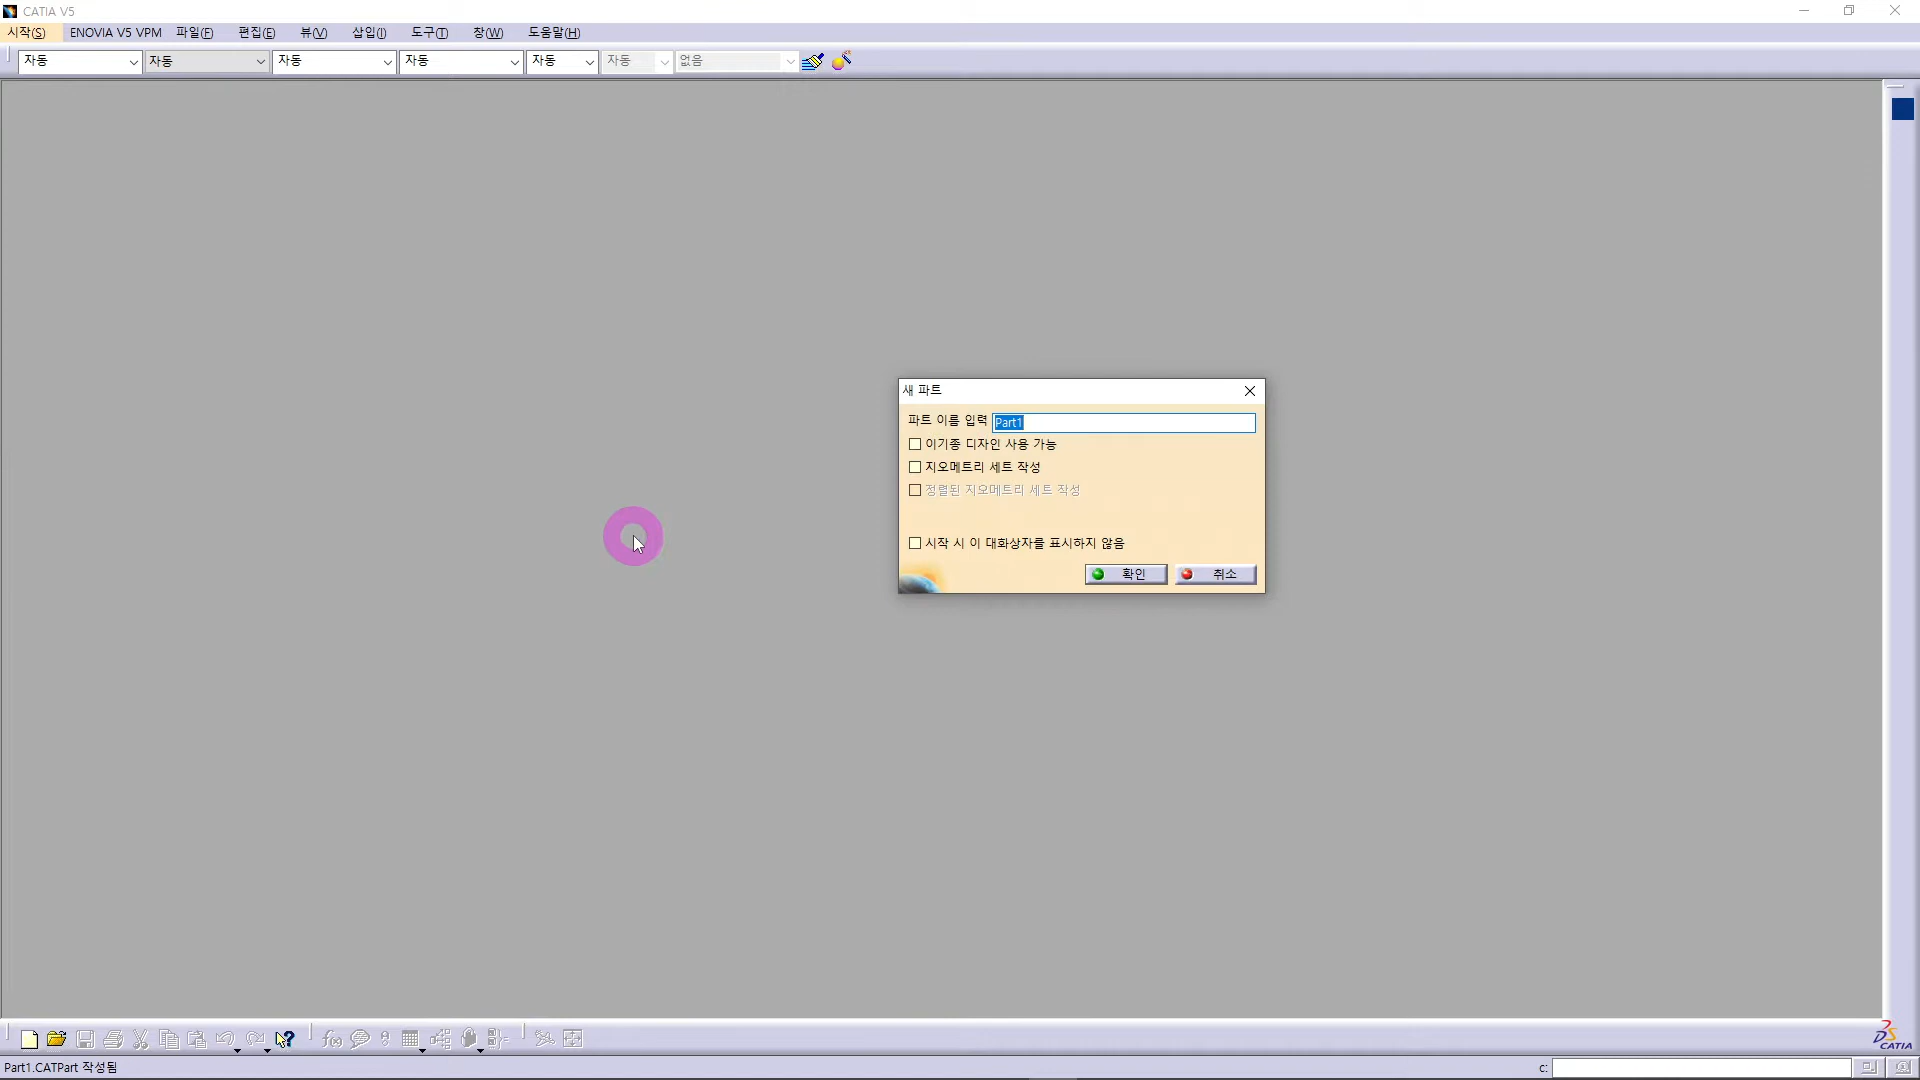 CATIA V5
시작(S) ENOVIA V5 VPM 파일(F) 편집(E) 뷰(V) 삽입(I) 도구(T) 창(W) 도움말(H)
자동 자동 자동 자동 자동 자동 없음
새 파트
파트 이름 입력 Part1
이기종 디자인 사용 가능
지오메트리 세트 작성
정렬된 지오메트리 세트 작성
시작 시 이 대화상자를 표시하지 않음
확인 취소
f(x)
CATIA
Part1.CATPart 작성됨 c: